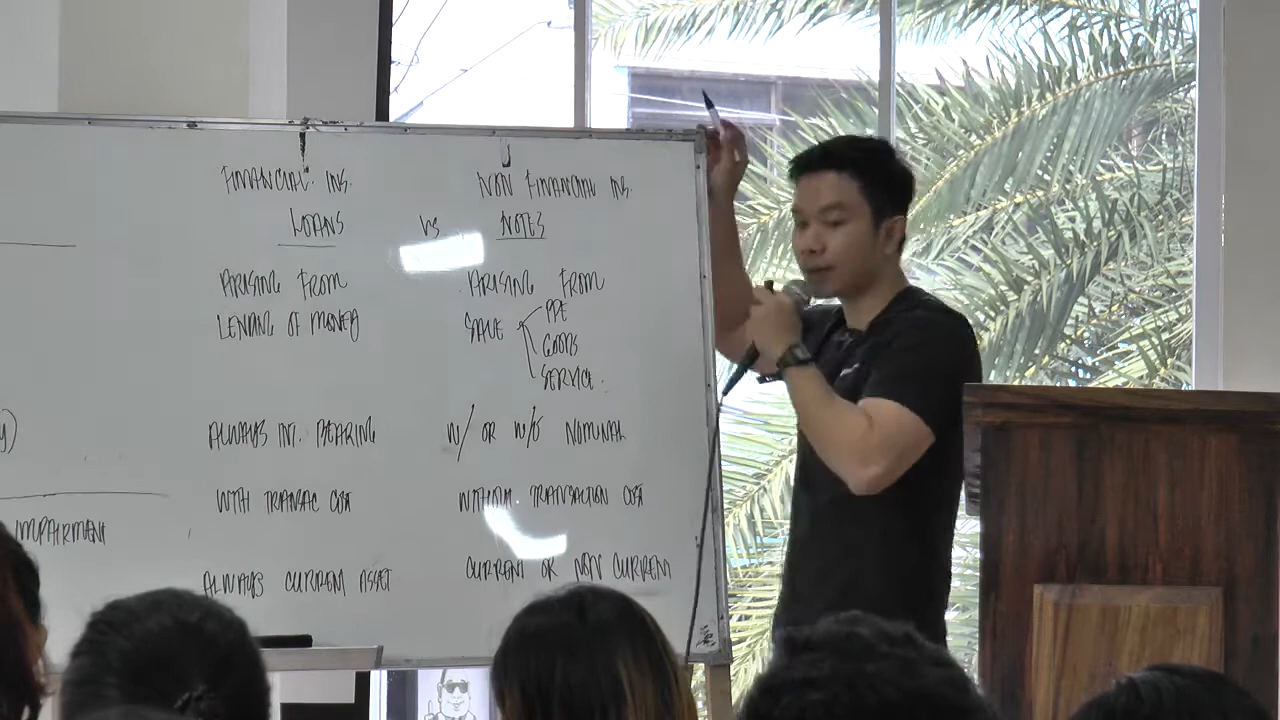 FINANCIAL INS.
NON FINANCIAL INS.
LOANS vs NOTES
ARISING FROM
LENDING OF MONEY
ARISING FROM
SALE
PPE
GOODS
SERVICE.
ALWAYS INT. BEARING
W/ OR W/O NOMINAL
WITH TRANSAC COST
WITHOUT TRANSACTION COST
IMPAIRMENT
ALWAYS CURRENT ASSET
CURRENT OR NON CURRENT